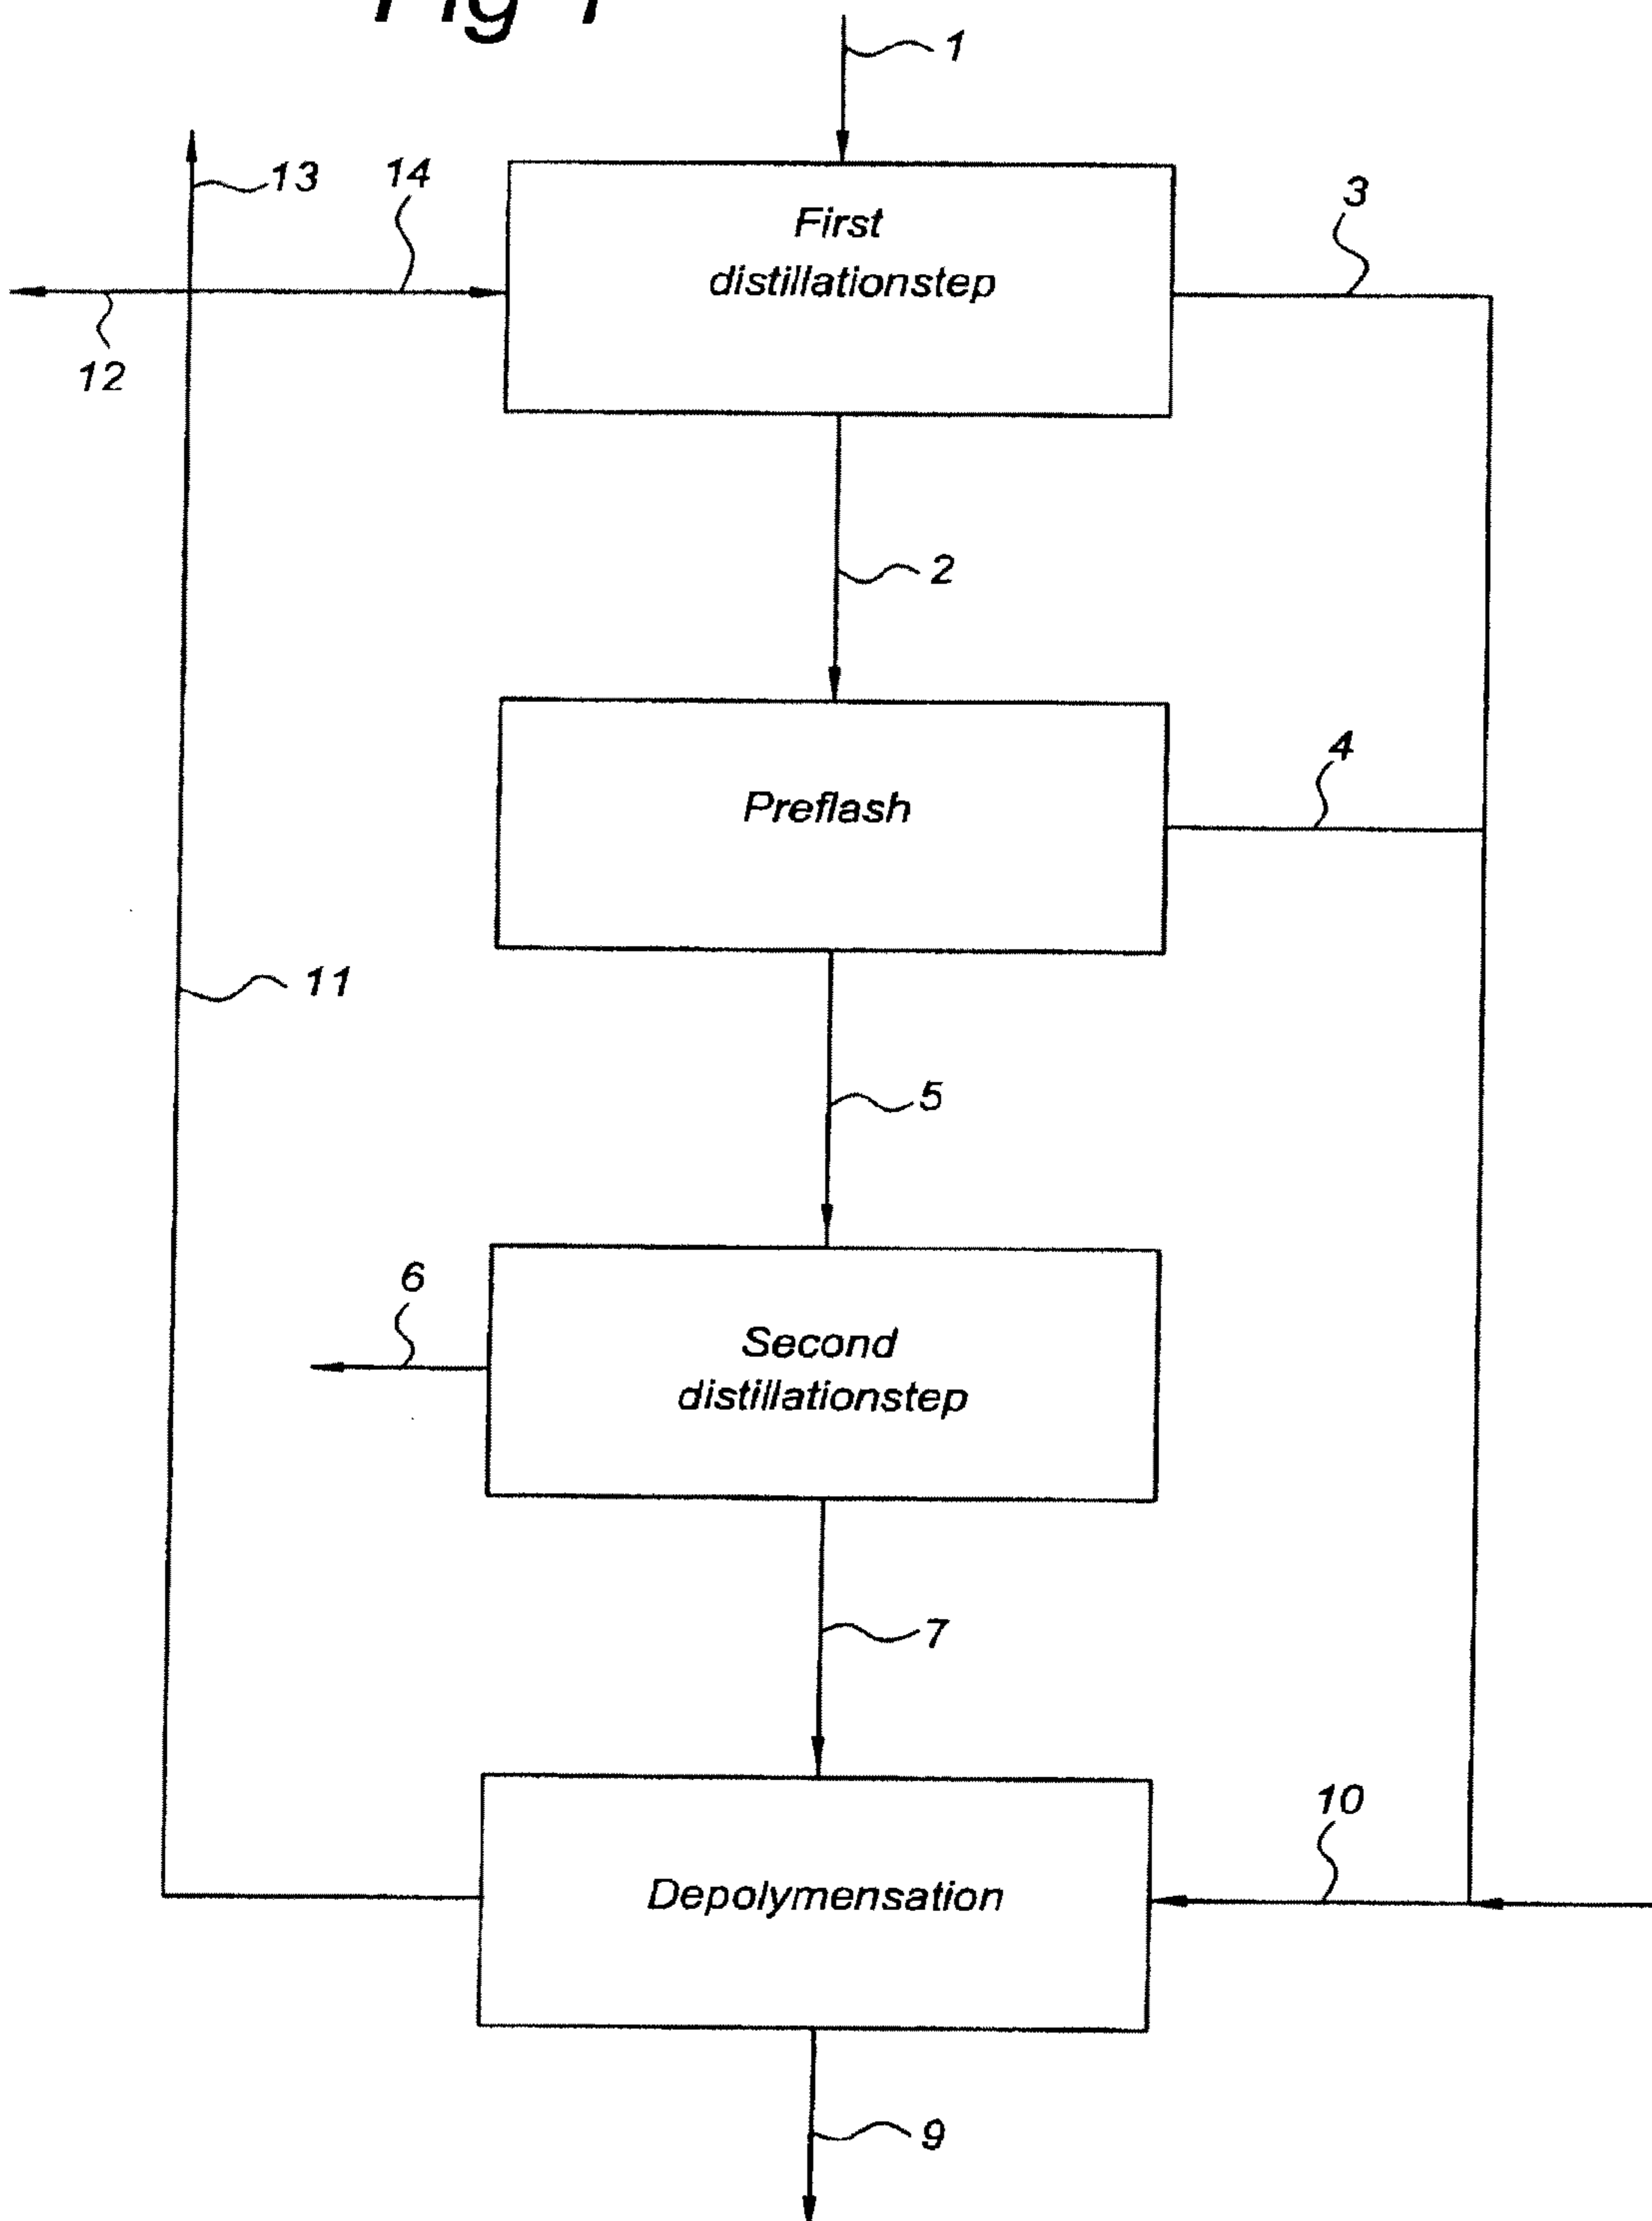 Fig 1
1
13
14
3
First
distillationstep
12
2
4
Preflash
11
5
6
Second
distillationstep
7
10
Depolymensation
9